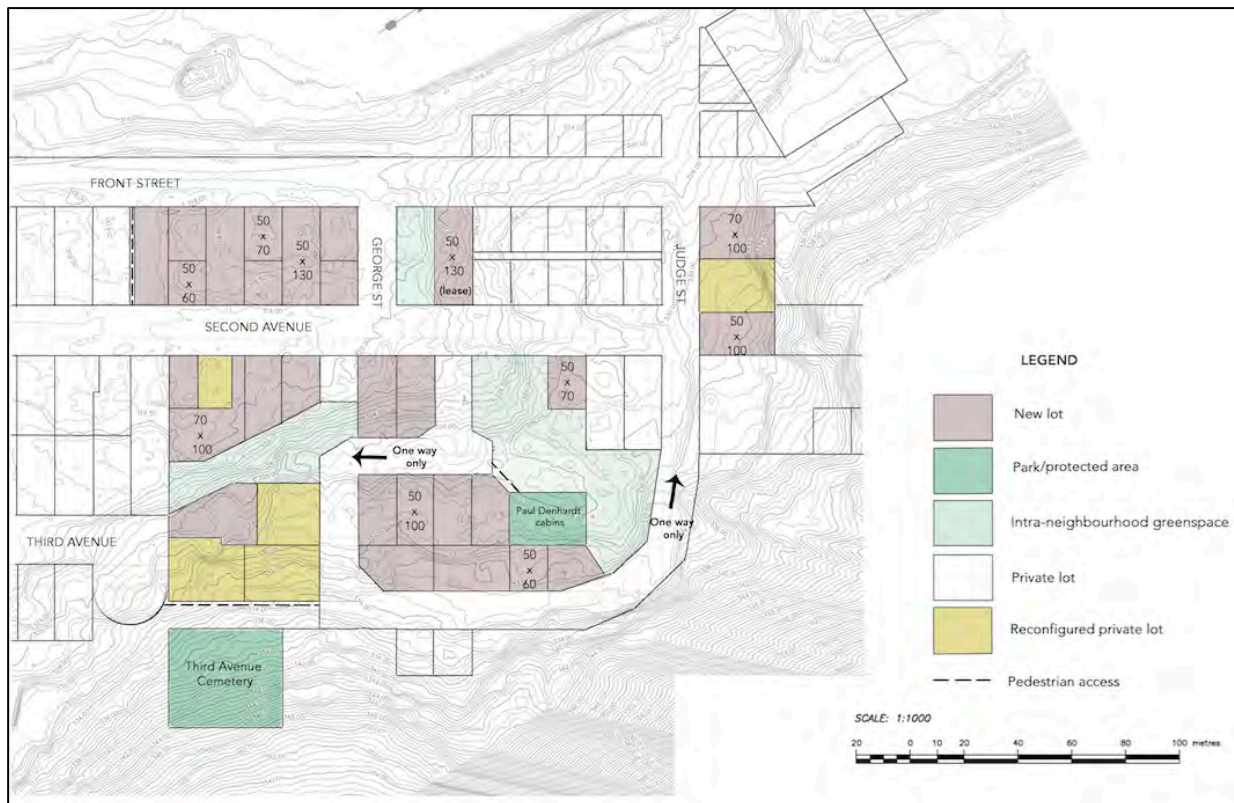 FRONT STREET
50
x
70
50
x
130
50
x
60
GEORGE ST
50
x
130
(lease)
JUDGE ST
70
x
100
50
x
100
SECOND AVENUE
50
x
70
70
x
100
One way
only
50
x
100
Paul Denhardt
cabins
One way
only
THIRD AVENUE
50
x
60
Third Avenue
Cemetery
LEGEND
New lot
Park/protected area
Intra-neighbourhood greenspace
Private lot
Reconfigured private lot
Pedestrian access
SCALE: 1:1000
20 0 20 40 60 80 100 metres